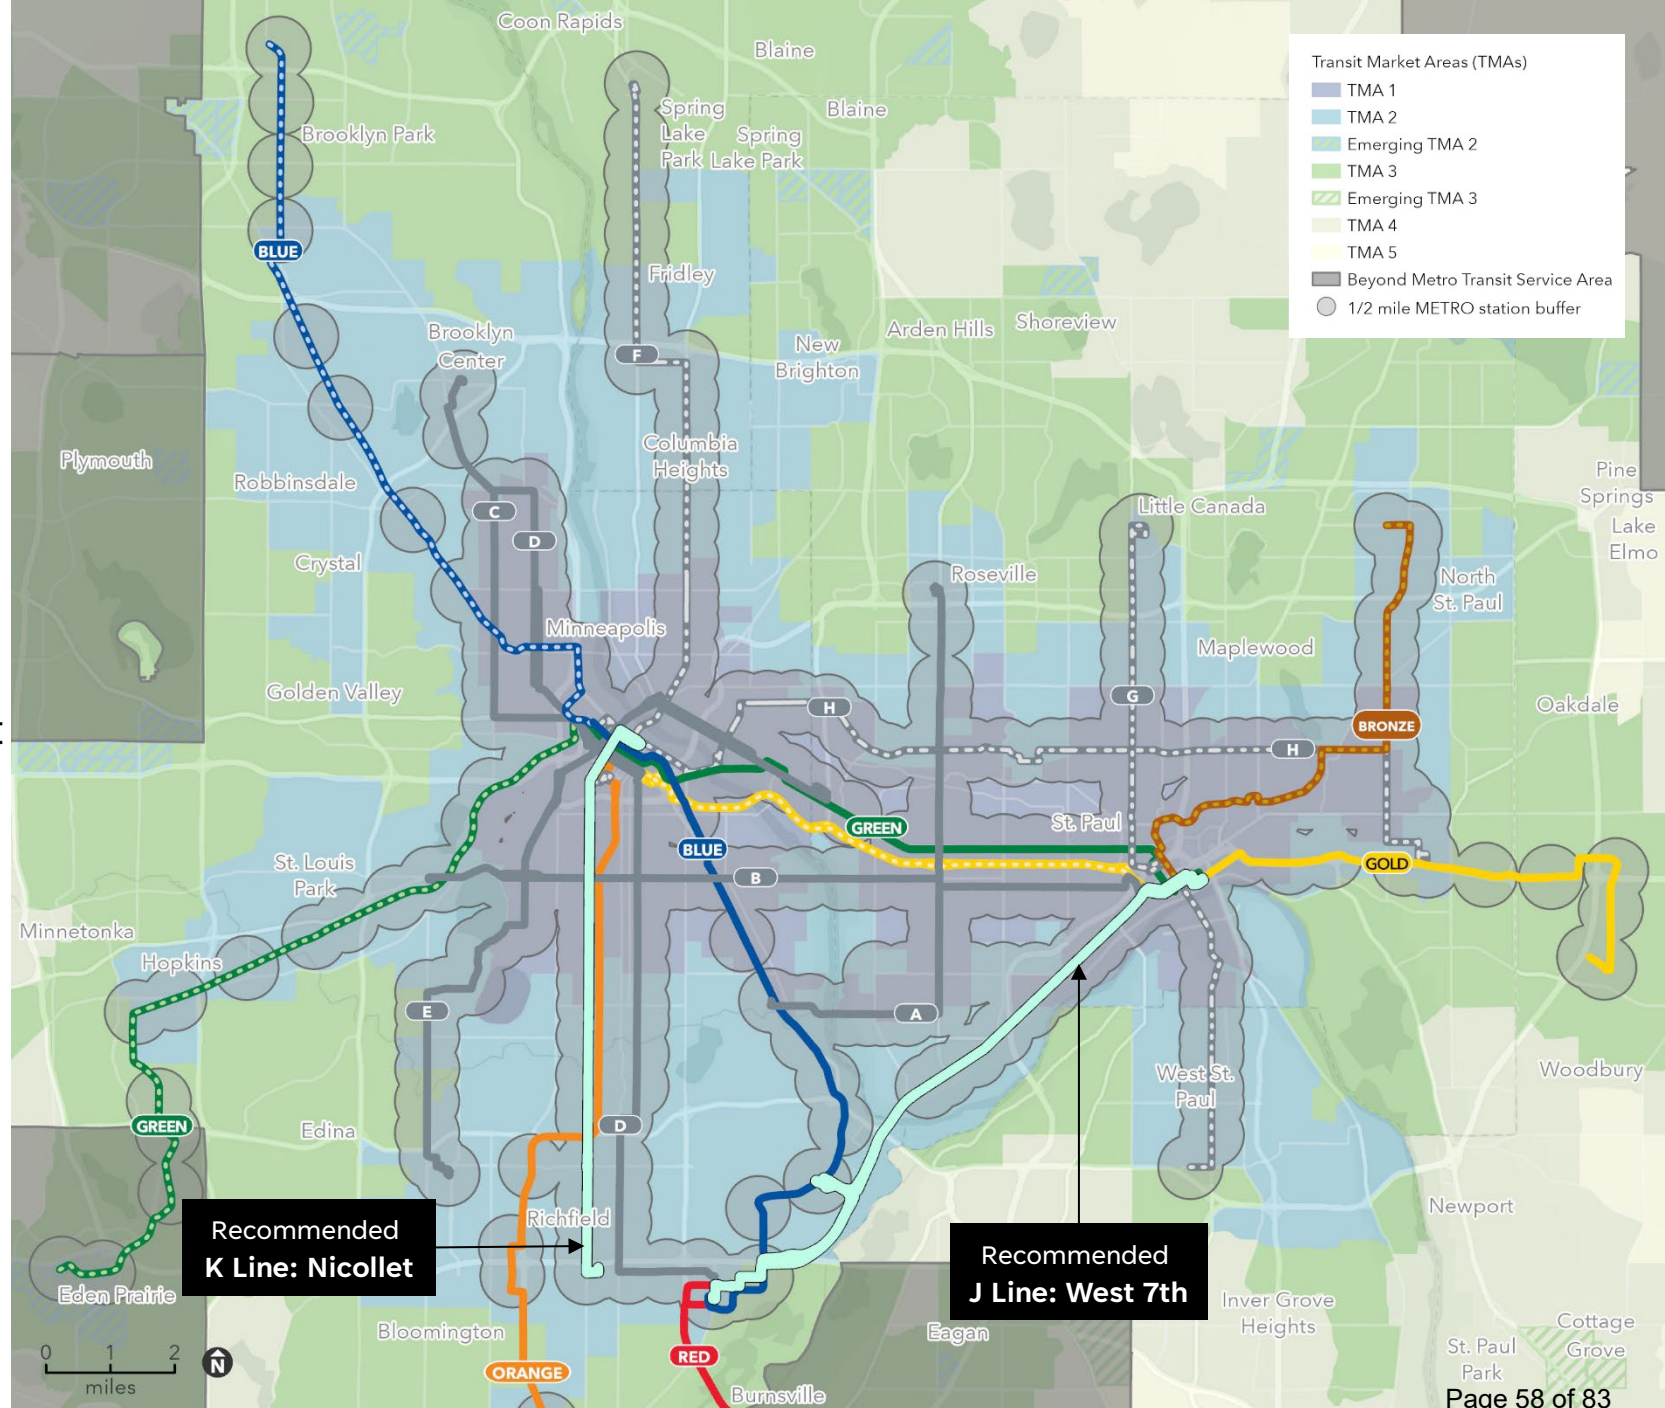 Coon Rapids
Blaine
Blaine
Spring
Lake
Park
Spring
Lake Park
Brooklyn Park
Transit Market Areas (TMAs)
TMA 1
TMA 2
Emerging TMA 2
TMA 3
Emerging TMA 3
TMA 4
TMA 5
Beyond Metro Transit Service Area
1/2 mile METRO station buffer
BLUE
Fridley
Brooklyn
Center
F
New
Brighton
Arden Hills
Shoreview
Plymouth
Robbinsdale
Columbia
Heights
Pine
Springs
Lake
Elmo
C
D
Little Canada
Crystal
Roseville
North
St. Paul
Minneapolis
Maplewood
Golden Valley
H
G
Oakdale
BRONZE
H
GREEN
St. Paul
BLUE
St. Louis
Park
B
GOLD
Minnetonka
Hopkins
E
A
West St.
Paul
Woodbury
GREEN
Edina
D
Recommended
K Line: Nicollet
Richfield
Recommended
J Line: West 7th
Newport
Eden Prairie
Bloomington
Eagan
Inver Grove
Heights
Cottage
Grove
St. Paul
Park
0 1 2
miles
N
ORANGE
RED
Burnsville
Page 58 of 83